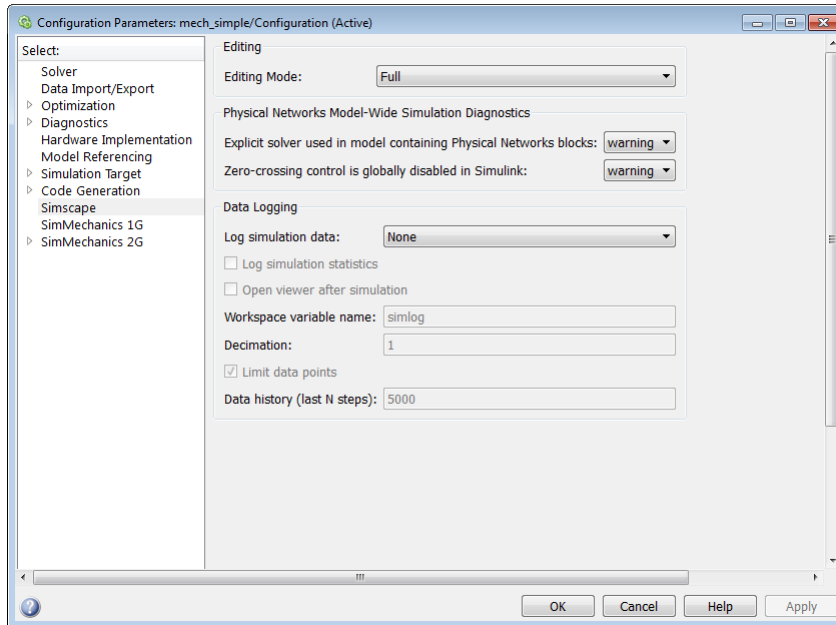 Configuration Parameters: mech_simple/Configuration (Active)
Select:
Solver
Data Import/Export
Optimization
Diagnostics
Hardware Implementation
Model Referencing
Simulation Target
Code Generation
Simscape
SimMechanics 1G
SimMechanics 2G
Editing
Editing Mode: Full
Physical Networks Model-Wide Simulation Diagnostics
Explicit solver used in model containing Physical Networks blocks: warning
Zero-crossing control is globally disabled in Simulink: warning
Data Logging
Log simulation data: None
Log simulation statistics
Open viewer after simulation
Workspace variable name: simlog
Decimation: 1
Limit data points
Data history (last N steps): 5000
OK Cancel Help Apply